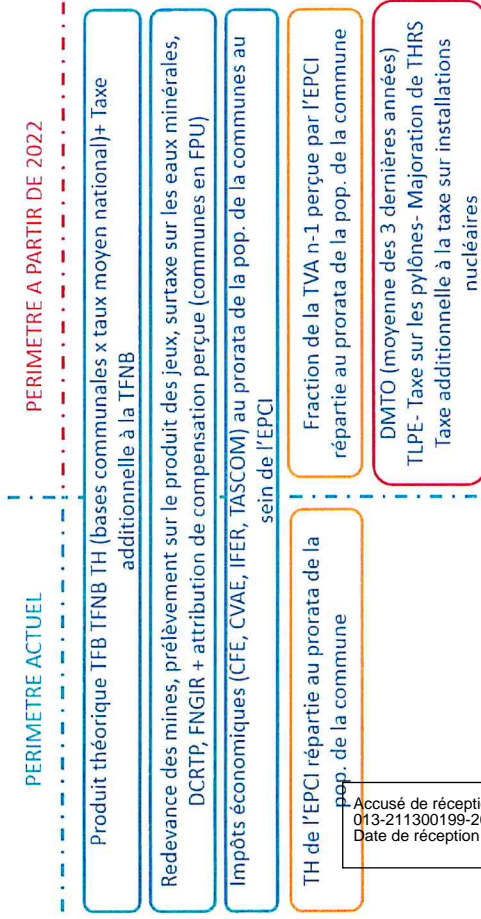 PERIMETRE ACTUEL
PERIMETRE A PARTIR DE 2022
Produit théorique TFB TFNB TH (bases communales x taux moyen national)+ Taxe
additionnelle à la TFNB
Redevance des mines, prélèvement sur le produit des jeux, surtaxe sur les eaux minérales,
DCRTP, FNGIR + attribution de compensation perçue (communes en FPU)
Impôts économiques (CFE, CVAE, IFER, TASCOM) au prorata de la pop. de la communes au
sein de l'EPCI
TH de l'EPCI répartie au prorata de la
pop. de la commune
Fraction de la TVA n-1 perçue par l'EPCI
répartie au prorata de la pop. de la commune
DMTO (moyenne des 3 dernières années)
TLPE- Taxe sur les pylônes- Majoration de THRS
Taxe additionnelle à la taxe sur installations
nucléaires
Accusé de récepti
013-211300199-2
Date de réception